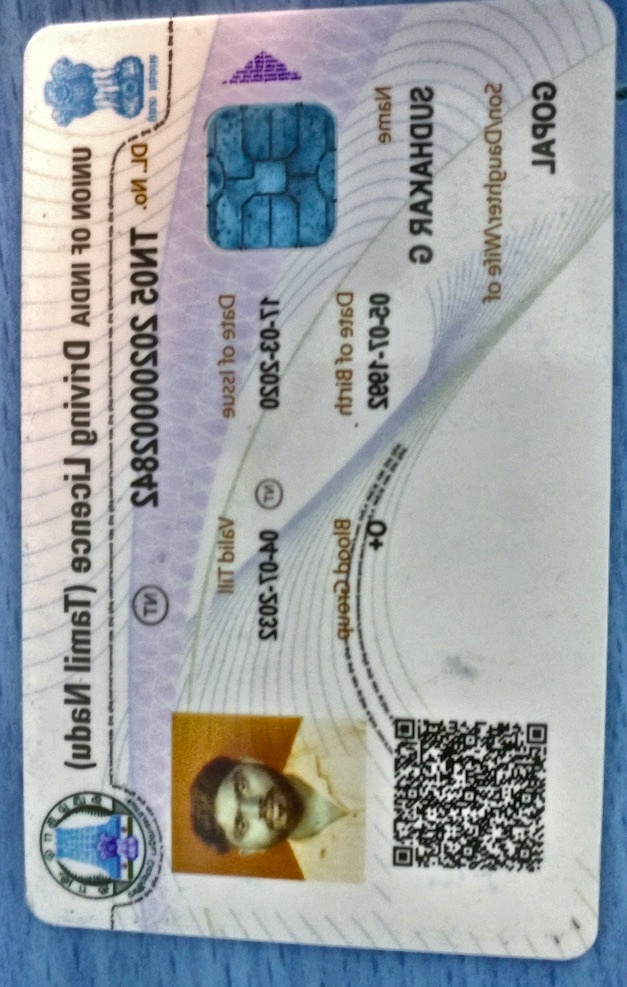 UNION OF INDIA Driving Licence (Tamil Nadu)
DL. No. TN05 20200002842 NT
Date of Issue Valid Till
17-03-2020 NT 04-07-2032
Date of Birth Blood Group
05-07-1992 O+
Name
SUDHAKAR G
Son/Daughter/Wife of
GOPAL